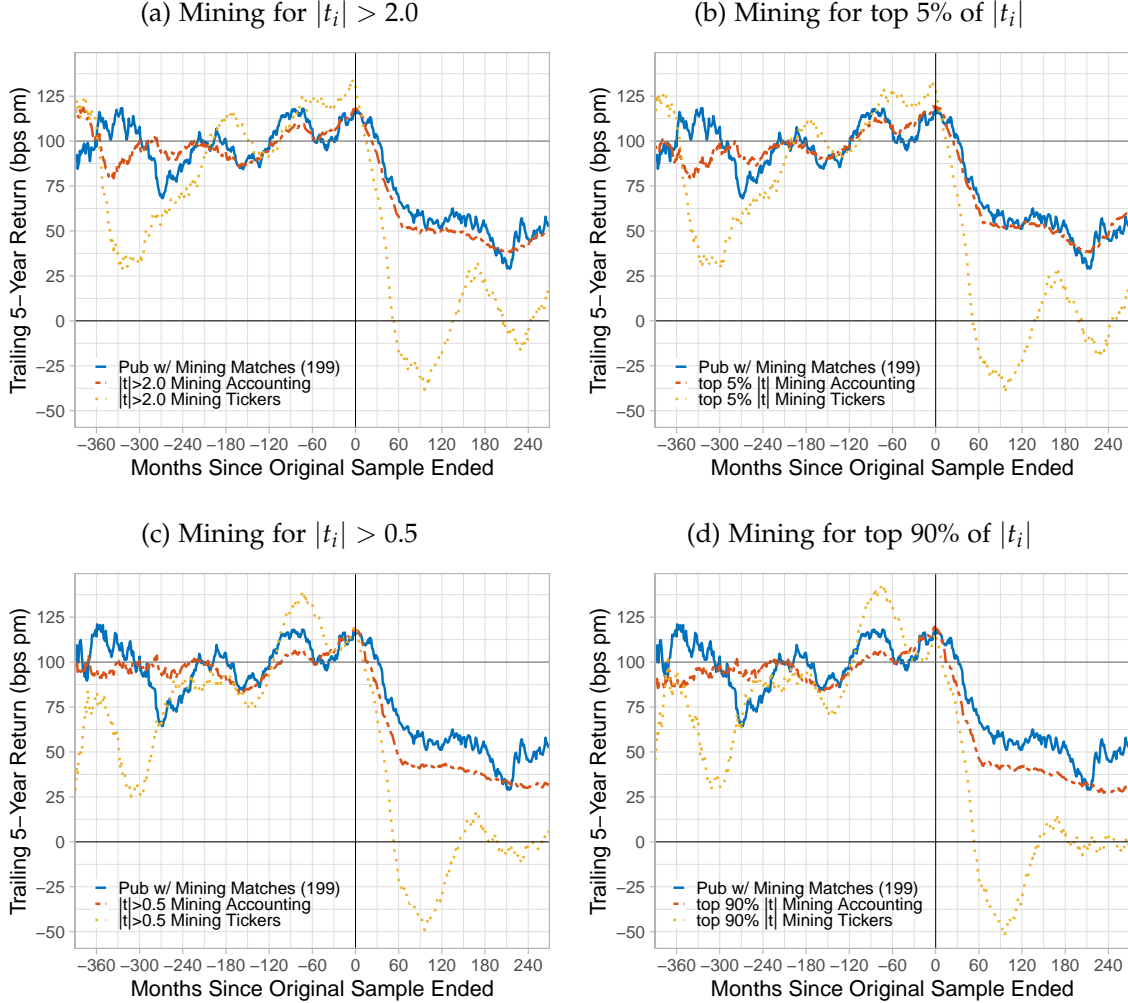 (a) Mining for |t_i| > 2.0
Trailing 5−Year Return (bps pm)
125
100
75
50
25
0
−25
−50
Pub w/ Mining Matches (199)
|t|>2.0 Mining Accounting
|t|>2.0 Mining Tickers
−360 −300 −240 −180 −120 −60 0 60 120 180 240
Months Since Original Sample Ended
(b) Mining for top 5% of |t_i|
Trailing 5−Year Return (bps pm)
125
100
75
50
25
0
−25
−50
Pub w/ Mining Matches (199)
top 5% |t| Mining Accounting
top 5% |t| Mining Tickers
−360 −300 −240 −180 −120 −60 0 60 120 180 240
Months Since Original Sample Ended
(c) Mining for |t_i| > 0.5
Trailing 5−Year Return (bps pm)
125
100
75
50
25
0
−25
−50
Pub w/ Mining Matches (199)
|t|>0.5 Mining Accounting
|t|>0.5 Mining Tickers
−360 −300 −240 −180 −120 −60 0 60 120 180 240
Months Since Original Sample Ended
(d) Mining for top 90% of |t_i|
Trailing 5−Year Return (bps pm)
125
100
75
50
25
0
−25
−50
Pub w/ Mining Matches (199)
top 90% |t| Mining Accounting
top 90% |t| Mining Tickers
−360 −300 −240 −180 −120 −60 0 60 120 180 240
Months Since Original Sample Ended